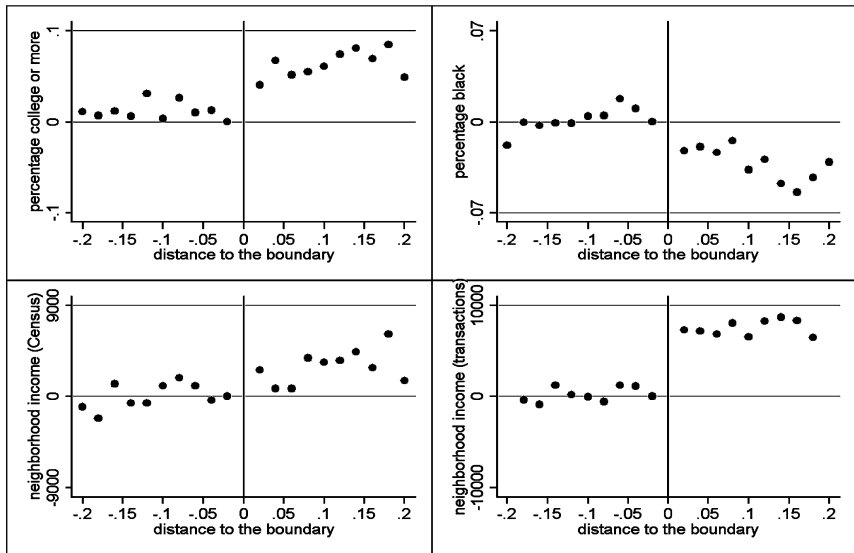 percentage college or more
.1
0
-.1
-.2 -.15 -.1 -.05 0 .05 .1 .15 .2
distance to the boundary
percentage black
.07
0
-.07
-.2 -.15 -.1 -.05 0 .05 .1 .15 .2
distance to the boundary
neighborhood income (Census)
9000
0
-9000
-.2 -.15 -.1 -.05 0 .05 .1 .15 .2
distance to the boundary
neighborhood income (transactions)
10000
0
-10000
-.2 -.15 -.1 -.05 0 .05 .1 .15 .2
distance to the boundary